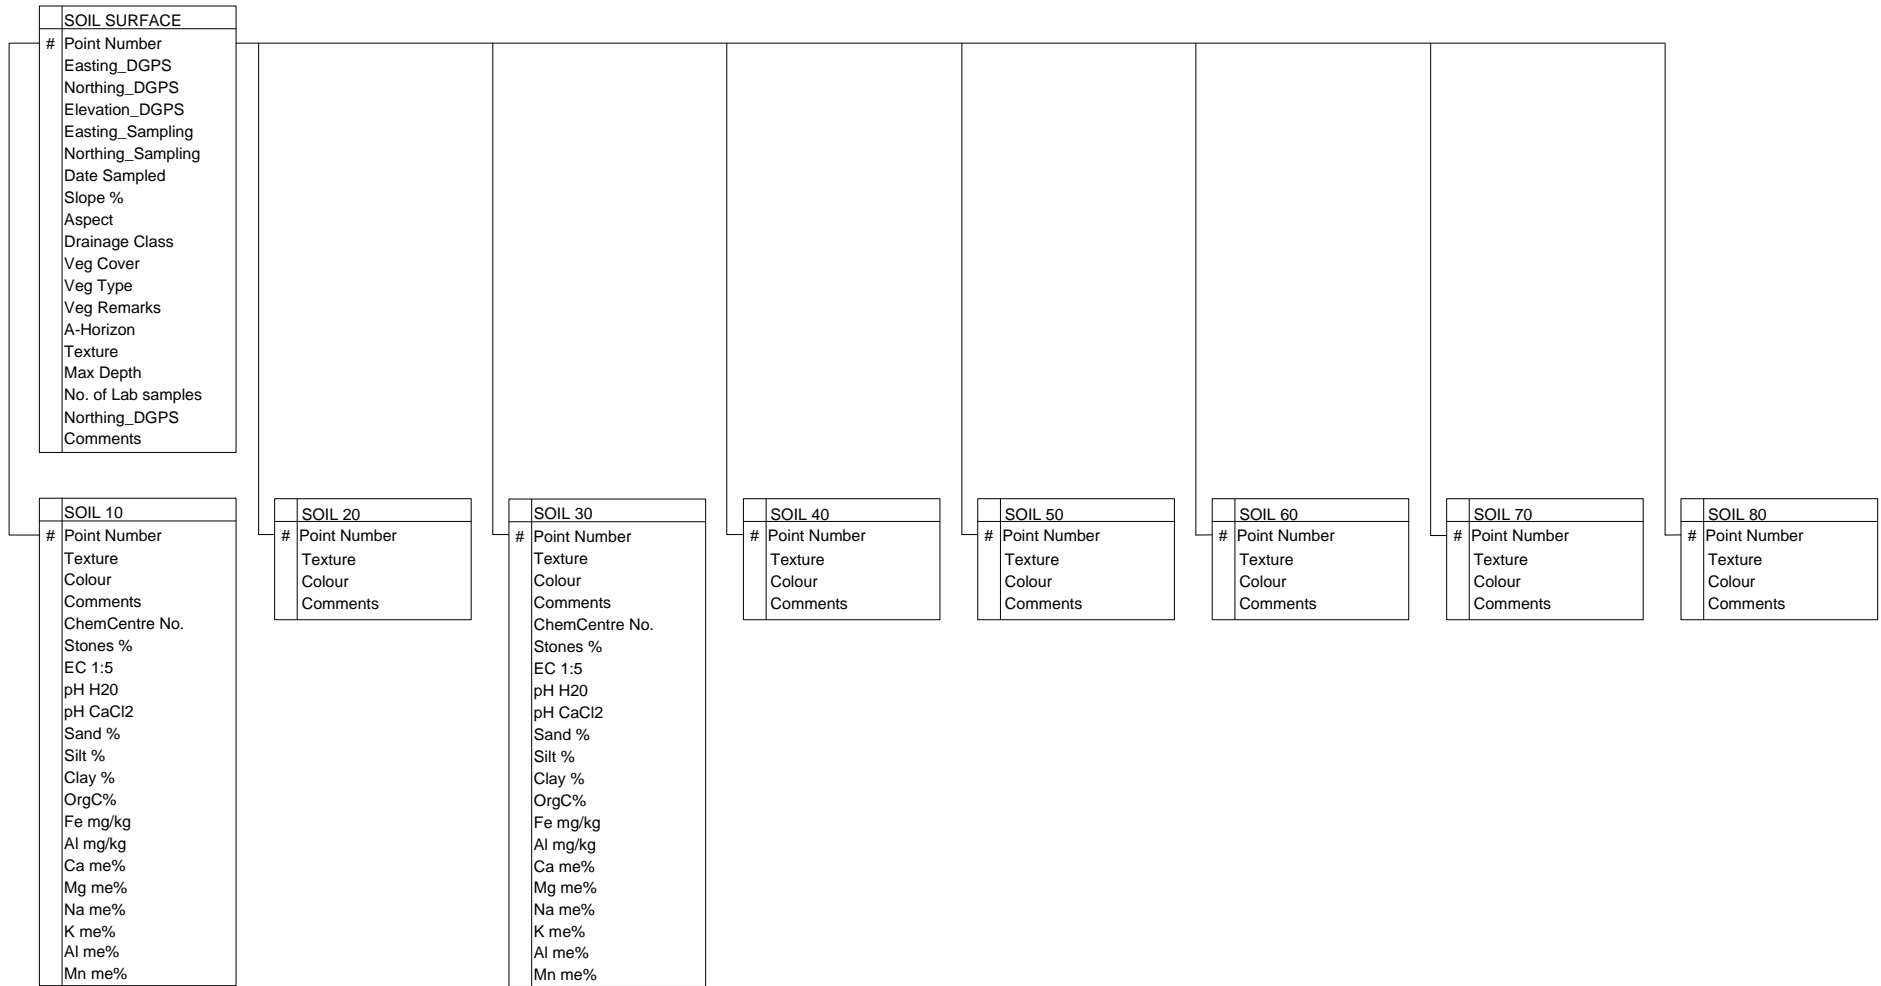 SOIL SURFACE
# Point Number
Easting_DGPS
Northing_DGPS
Elevation_DGPS
Easting_Sampling
Northing_Sampling
Date Sampled
Slope %
Aspect
Drainage Class
Veg Cover
Veg Type
Veg Remarks
A-Horizon
Texture
Max Depth
No. of Lab samples
Northing_DGPS
Comments
SOIL 10
# Point Number
Texture
Colour
Comments
ChemCentre No.
Stones %
EC 1:5
pH H20
pH CaCl2
Sand %
Silt %
Clay %
OrgC%
Fe mg/kg
Al mg/kg
Ca me%
Mg me%
Na me%
K me%
Al me%
Mn me%
SOIL 20
# Point Number
Texture
Colour
Comments
SOIL 30
# Point Number
Texture
Colour
Comments
ChemCentre No.
Stones %
EC 1:5
pH H20
pH CaCl2
Sand %
Silt %
Clay %
OrgC%
Fe mg/kg
Al mg/kg
Ca me%
Mg me%
Na me%
K me%
Al me%
Mn me%
SOIL 40
# Point Number
Texture
Colour
Comments
SOIL 50
# Point Number
Texture
Colour
Comments
SOIL 60
# Point Number
Texture
Colour
Comments
SOIL 70
# Point Number
Texture
Colour
Comments
SOIL 80
# Point Number
Texture
Colour
Comments